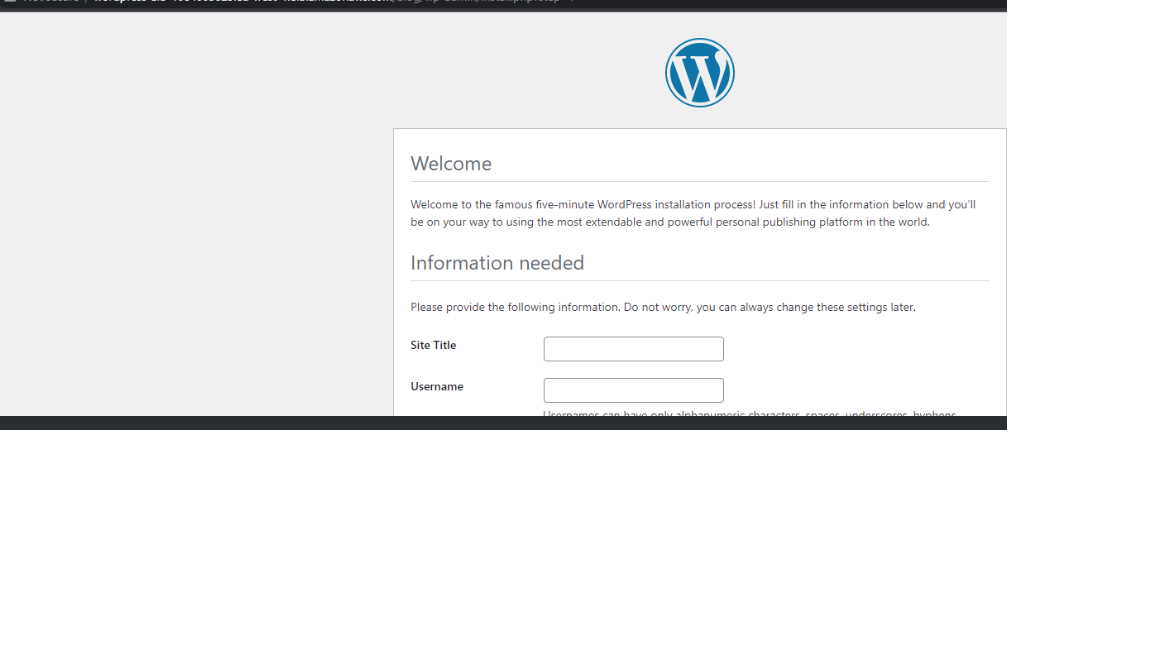 Welcome
Welcome to the famous five-minute WordPress installation process! Just fill in the information below and you'll
be on your way to using the most extendable and powerful personal publishing platform in the world.
Information needed
Please provide the following information. Do not worry, you can always change these settings later.
Site Title
Username
Usernames can have only alphanumeric characters, spaces, underscores, hyphens,